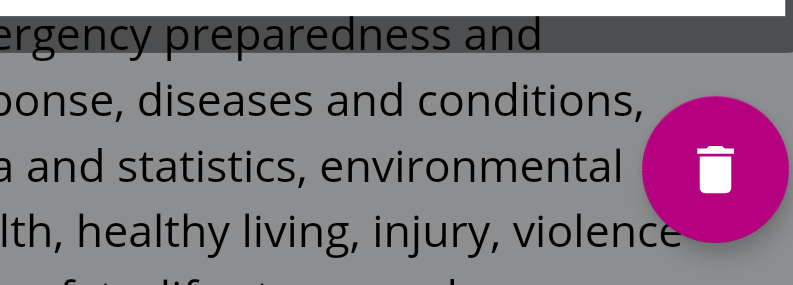 ergency preparedness and
ponse, diseases and conditions,
a and statistics, environmental
lth, healthy living, injury, violence